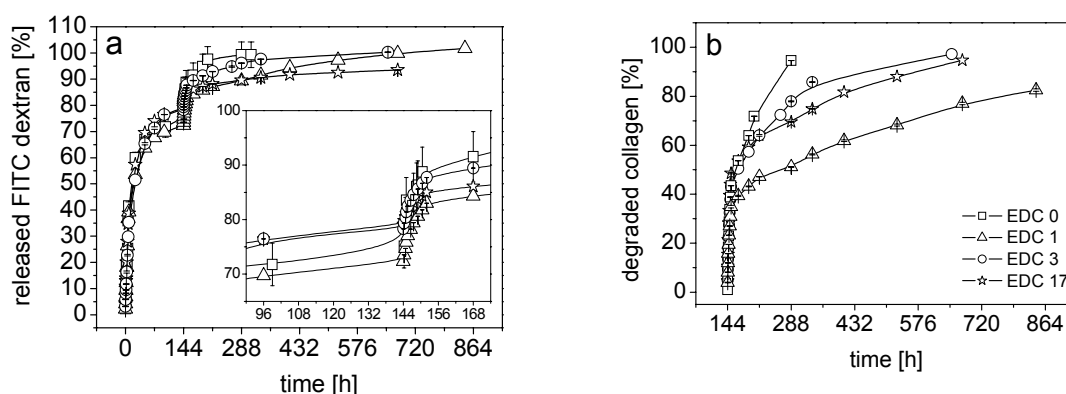 a
released FITC dextran [%]
110
100
90
80
70
60
50
40
30
20
10
0
0 144 288 432 576 720 864
time [h]
100
90
80
70
96 108 120 132 144 156 168
b
degraded collagen [%]
100
80
60
40
20
0
144 288 432 576 720 864
time [h]
EDC 0
EDC 1
EDC 3
EDC 17